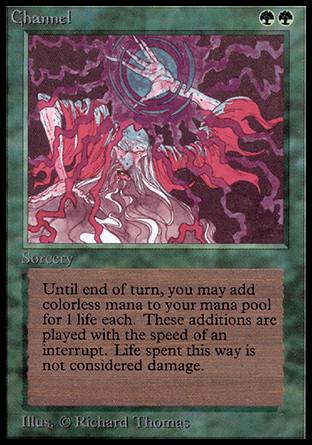 Channel
Sorcery
Until end of turn, you may add
colorless mana to your mana pool
for 1 life each. These additions are
played with the speed of an
interrupt. Life spent this way is
not considered damage.
Illus. © Richard Thomas